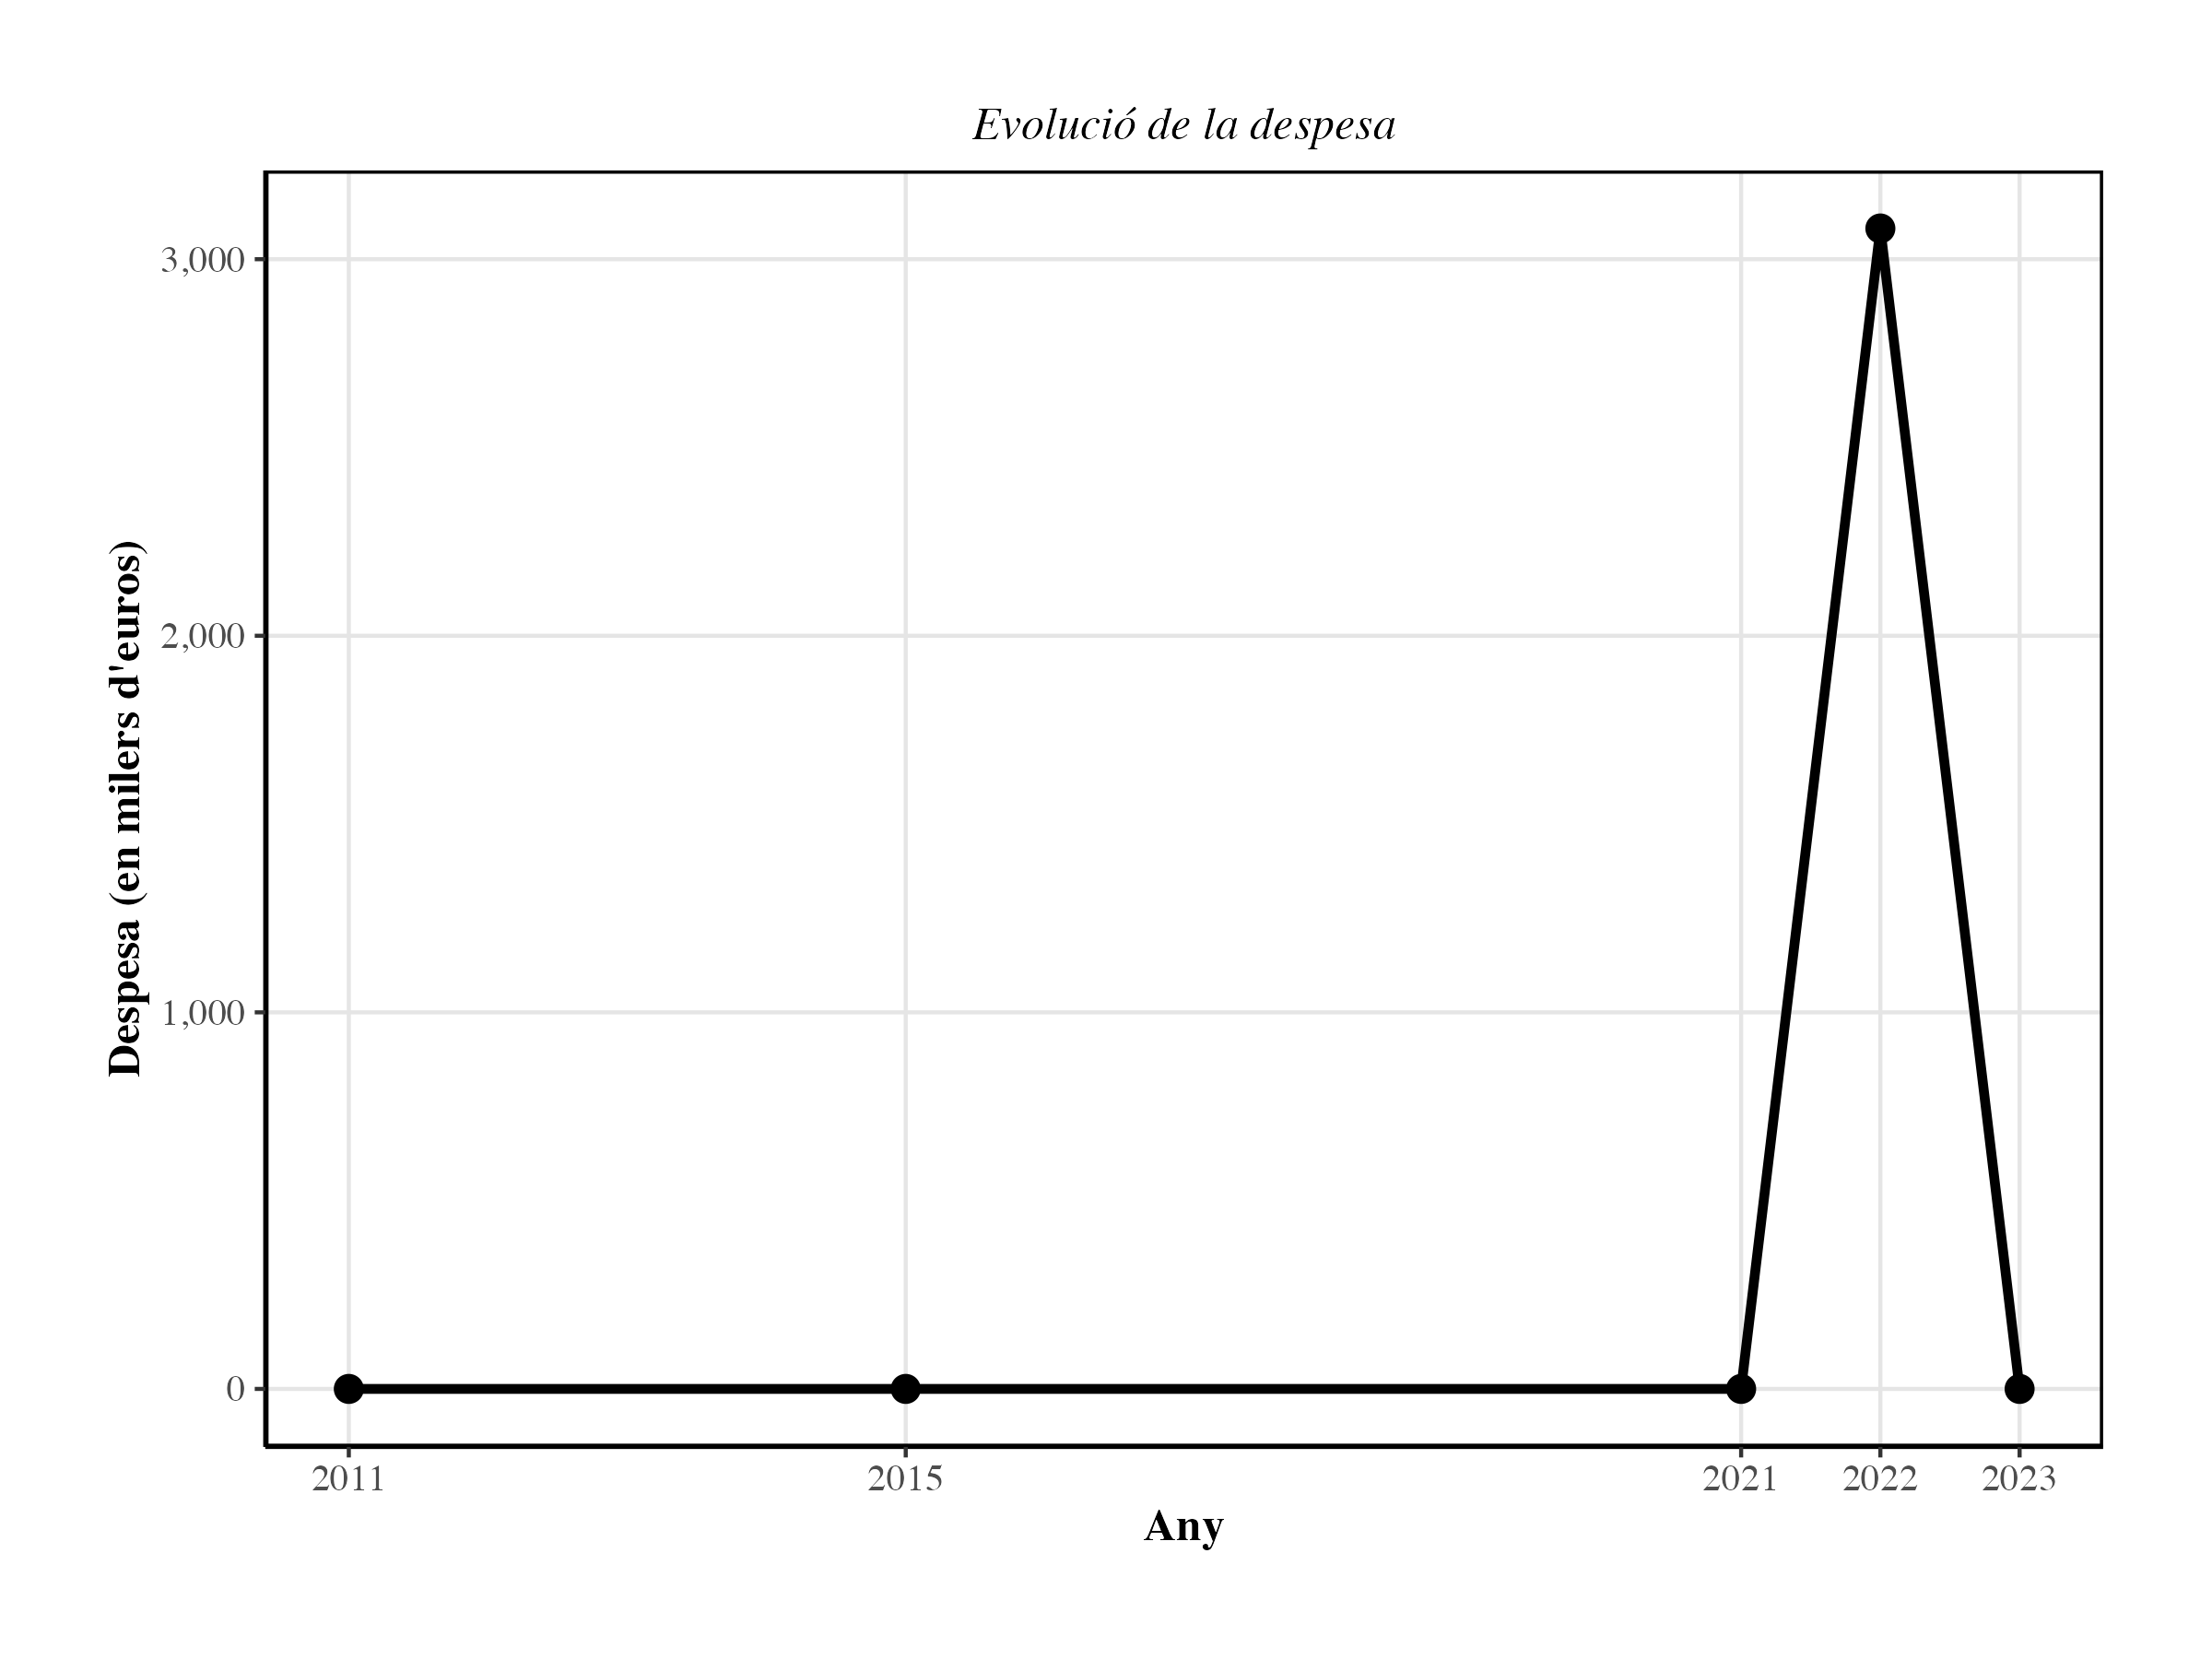 Evolució de la despesa
Despesa (en milers d'euros)
3,000
2,000
1,000
0
2011 2015 2021 2022 2023
Any